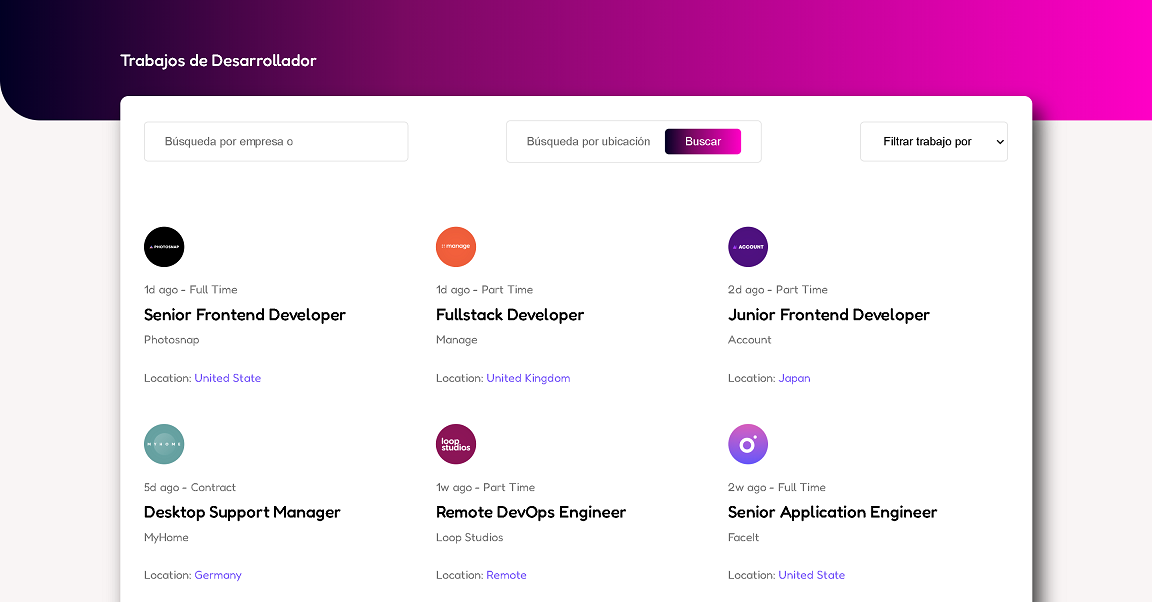 Trabajos de Desarrollador
Búsqueda por empresa o
Búsqueda por ubicación
Buscar
Filtrar trabajo por
PHOTOSNAP
manage
ACCOUNT
1d ago - Full Time
1d ago - Part Time
2d ago - Part Time
Senior Frontend Developer
Fullstack Developer
Junior Frontend Developer
Photosnap
Manage
Account
Location: United State
Location: United Kingdom
Location: Japan
MYHOME
loop
studios
5d ago - Contract
1w ago - Part Time
2w ago - Full Time
Desktop Support Manager
Remote DevOps Engineer
Senior Application Engineer
MyHome
Loop Studios
FaceIt
Location: Germany
Location: Remote
Location: United State